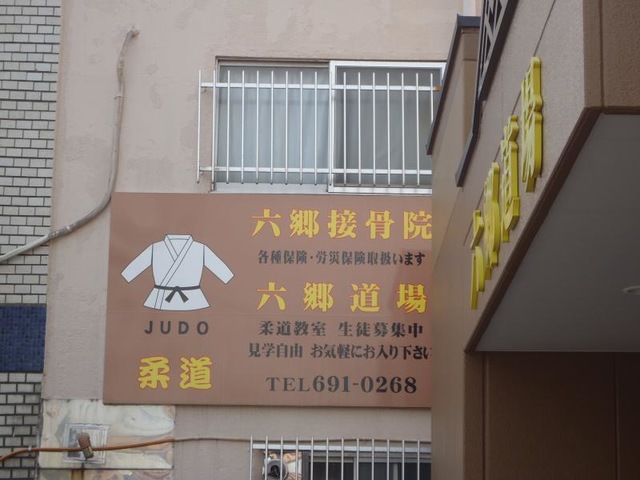 六郷接骨院
各種保険・労災保険取扱います
六郷道場
柔道教室 生徒募集中
見学自由 お気軽にお入り下さい
TEL691-0268
JUDO
柔道
六郷道場